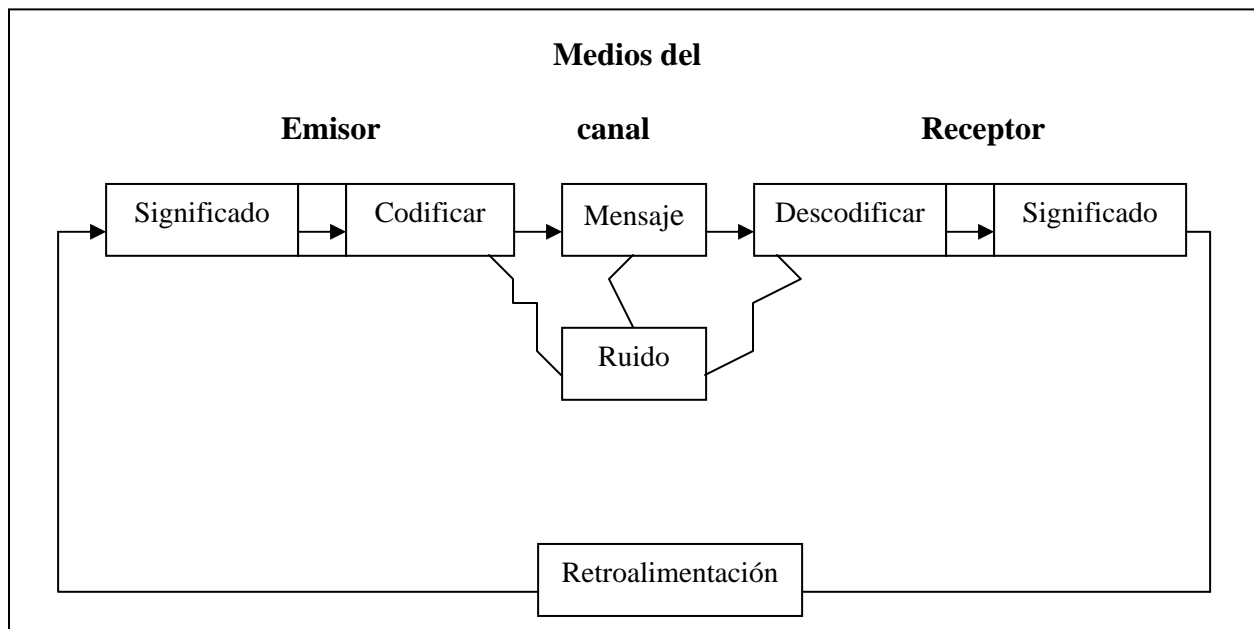 Medios del
Emisor canal Receptor
Significado Codificar Mensaje Descodificar Significado
Ruido
Retroalimentación